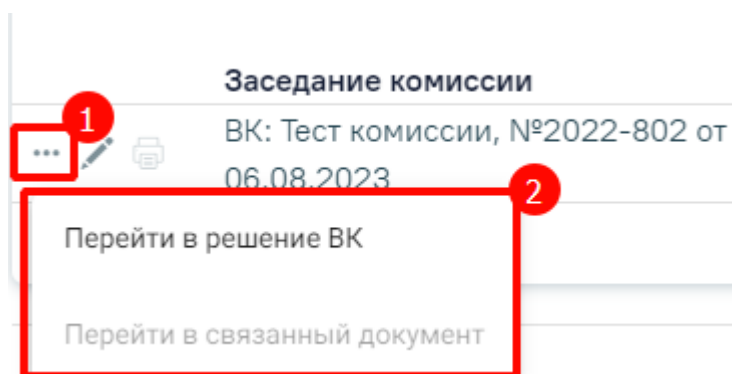 Заседание комиссии
1
... ВК: Тест комиссии, №2022-802 от
06.08.2023
2
Перейти в решение ВК
Перейти в связанный документ